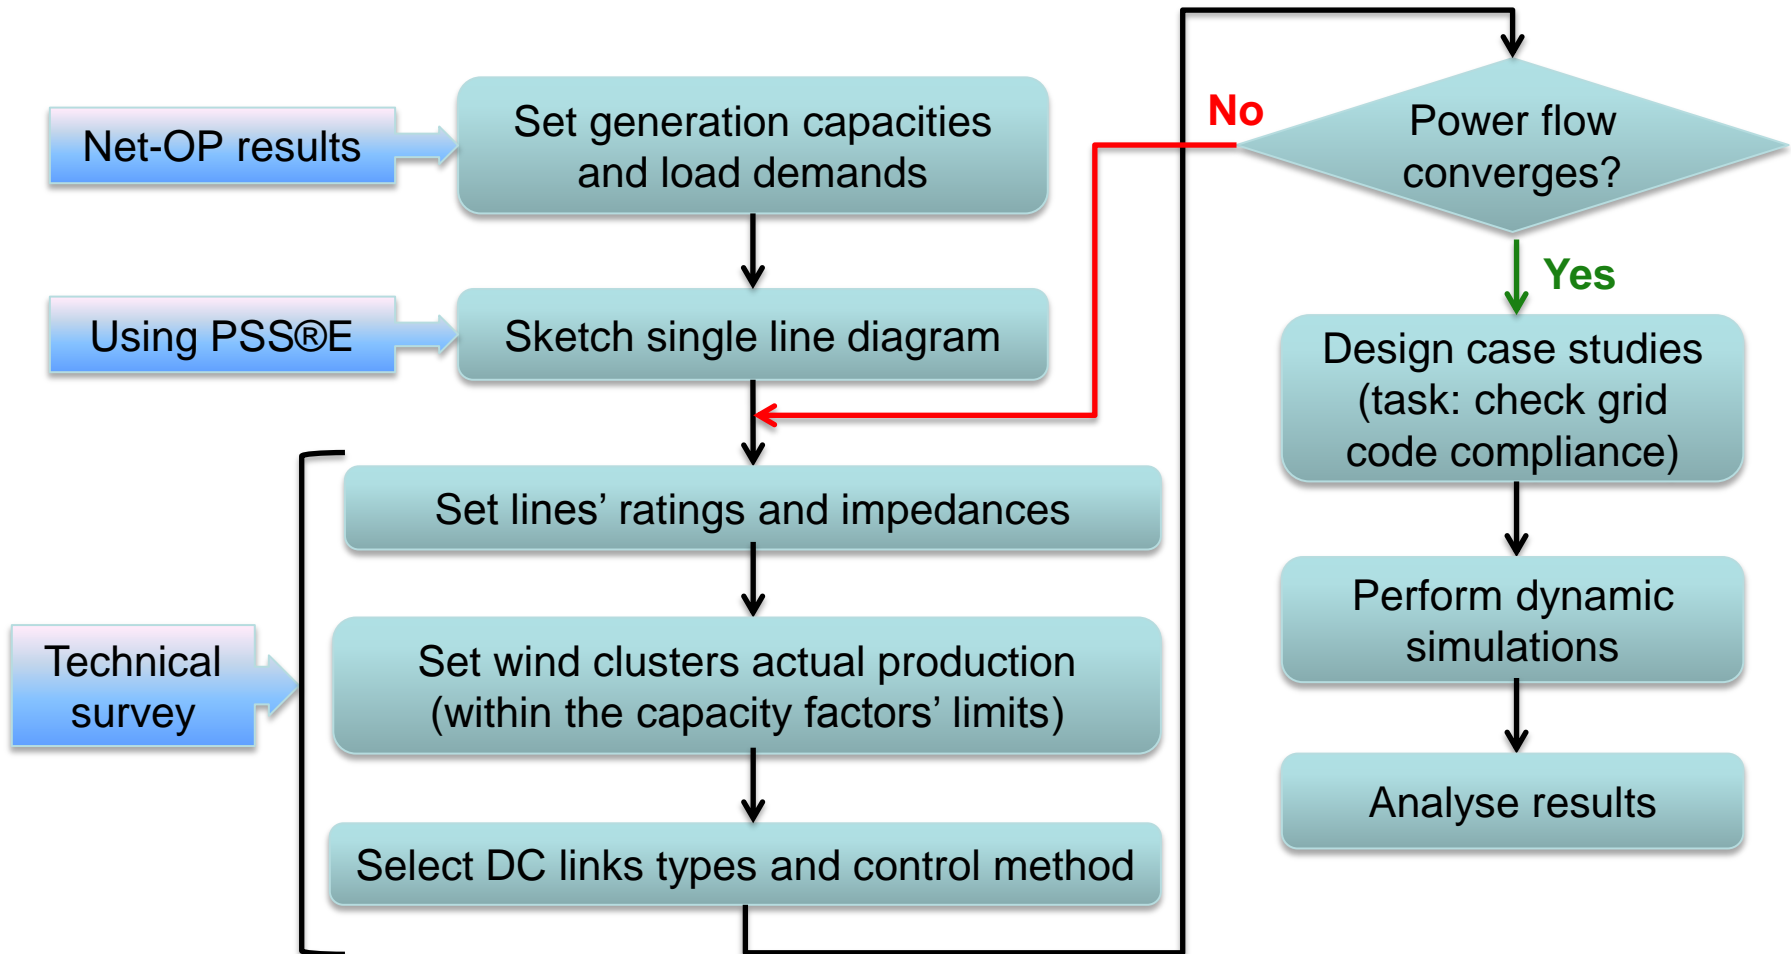 Net-OP results
Set generation capacities
and load demands
Using PSS®E
Sketch single line diagram
Technical
survey
Set lines’ ratings and impedances
Set wind clusters actual production
(within the capacity factors’ limits)
Select DC links types and control method
No
Power flow
converges?
Yes
Design case studies
(task: check grid
code compliance)
Perform dynamic
simulations
Analyse results